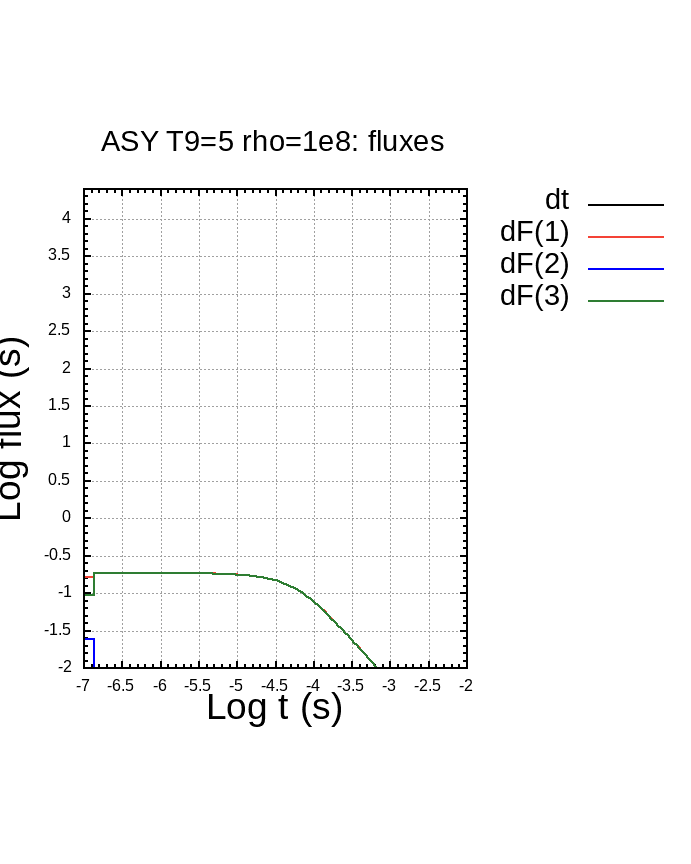 ASY T9=5 rho=1e8: fluxes
dt
dF(1)
dF(2)
dF(3)
Log flux (s)
4
3.5
3
2.5
2
1.5
1
0.5
0
-0.5
-1
-1.5
-2
-7 -6.5 -6 -5.5 -5 -4.5 -4 -3.5 -3 -2.5 -2
Log t (s)